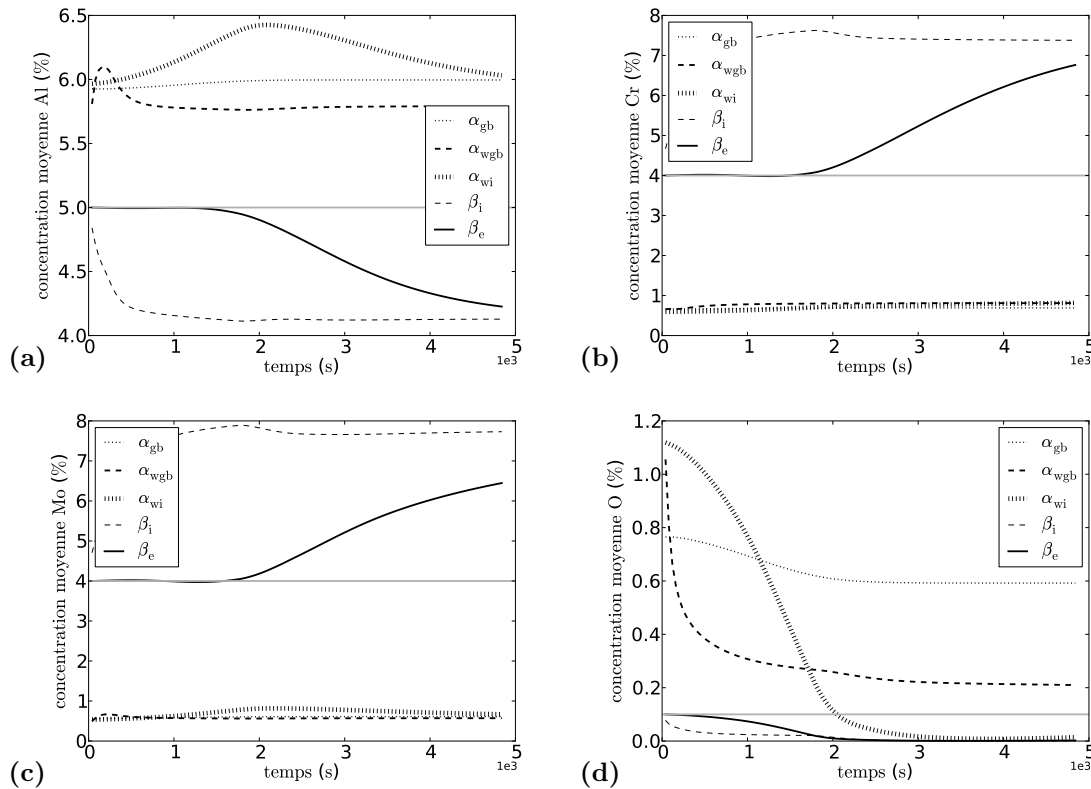 concentration moyenne Al (%)
6.5
6.0
5.5
5.0
4.5
4.0
α_gb
α_wgb
α_wi
β_i
β_e
0
1
2
3
4
5
1e3
temps (s)
(a)
concentration moyenne Cr (%)
8
7
6
5
4
3
2
1
0
α_gb
α_wgb
α_wi
β_i
β_e
0
1
2
3
4
5
1e3
temps (s)
(b)
concentration moyenne Mo (%)
8
7
6
5
4
3
2
1
0
α_gb
α_wgb
α_wi
β_i
β_e
0
1
2
3
4
5
1e3
temps (s)
(c)
concentration moyenne O (%)
1.2
1.0
0.8
0.6
0.4
0.2
0.0
α_gb
α_wgb
α_wi
β_i
β_e
0
1
2
3
4
5
1e3
temps (s)
(d)